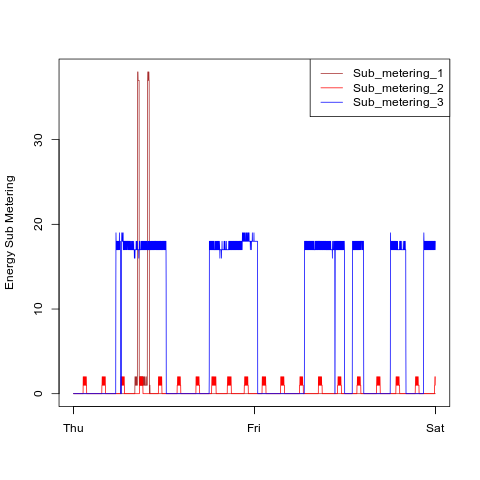 Sub_metering_1
Sub_metering_2
Sub_metering_3
Energy Sub Metering
30
20
10
0
Thu Fri Sat